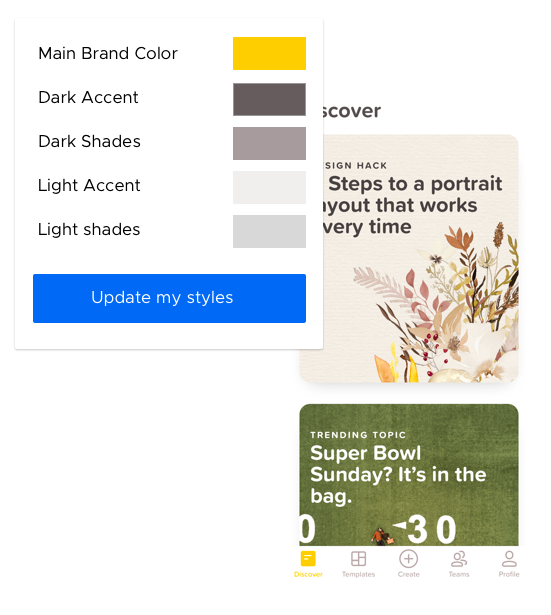 Main Brand Color
Dark Accent
Dark Shades
Light Accent
Light shades
Update my styles
scover
SIGN HACK
Steps to a portrait
yout that works
very time
TRENDING TOPIC
Super Bowl
Sunday? It's in the
bag.
0 30
Discover
Templates
Create
Teams
Profile